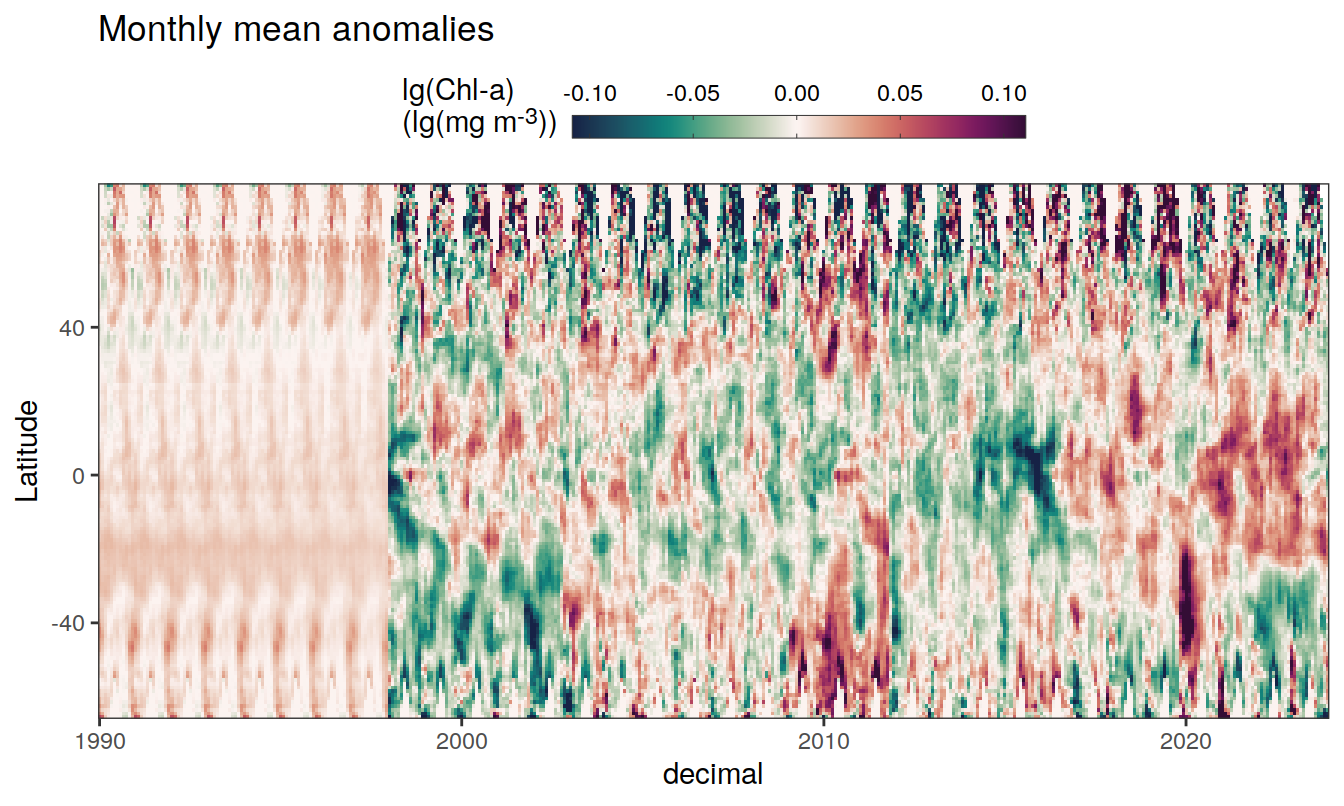 Monthly mean anomalies
lg(Chl-a)
(lg(mg m-3))
-0.10 -0.05 0.00 0.05 0.10
Latitude
40
0
-40
1990 2000 2010 2020
decimal